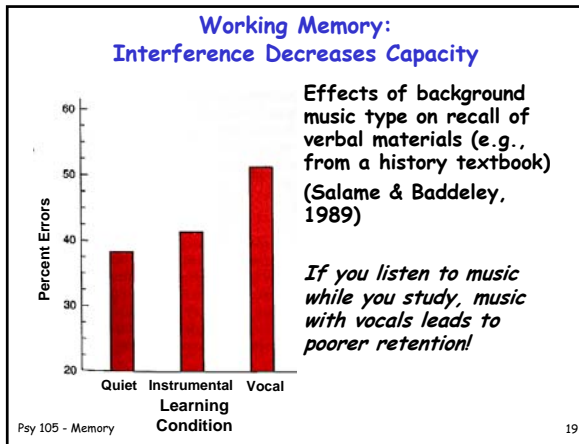 Working Memory:
Interference Decreases Capacity
Effects of background
music type on recall of
verbal materials (e.g.,
from a history textbook)
(Salame & Baddeley,
1989)
If you listen to music
while you study, music
with vocals leads to
poorer retention!
Percent Errors
60
50
40
30
20
Quiet Instrumental Vocal
Learning
Condition
Psy 105 - Memory
19